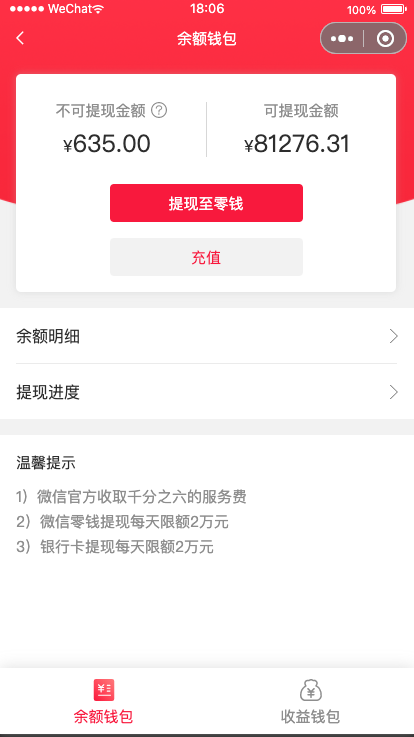 WeChat 18:06 100%
余额钱包
不可提现金额 ? 可提现金额
¥635.00 ¥81276.31
提现至零钱
充值
余额明细
提现进度
温馨提示
1）微信官方收取千分之六的服务费
2）微信零钱提现每天限额2万元
3）银行卡提现每天限额2万元
余额钱包 收益钱包